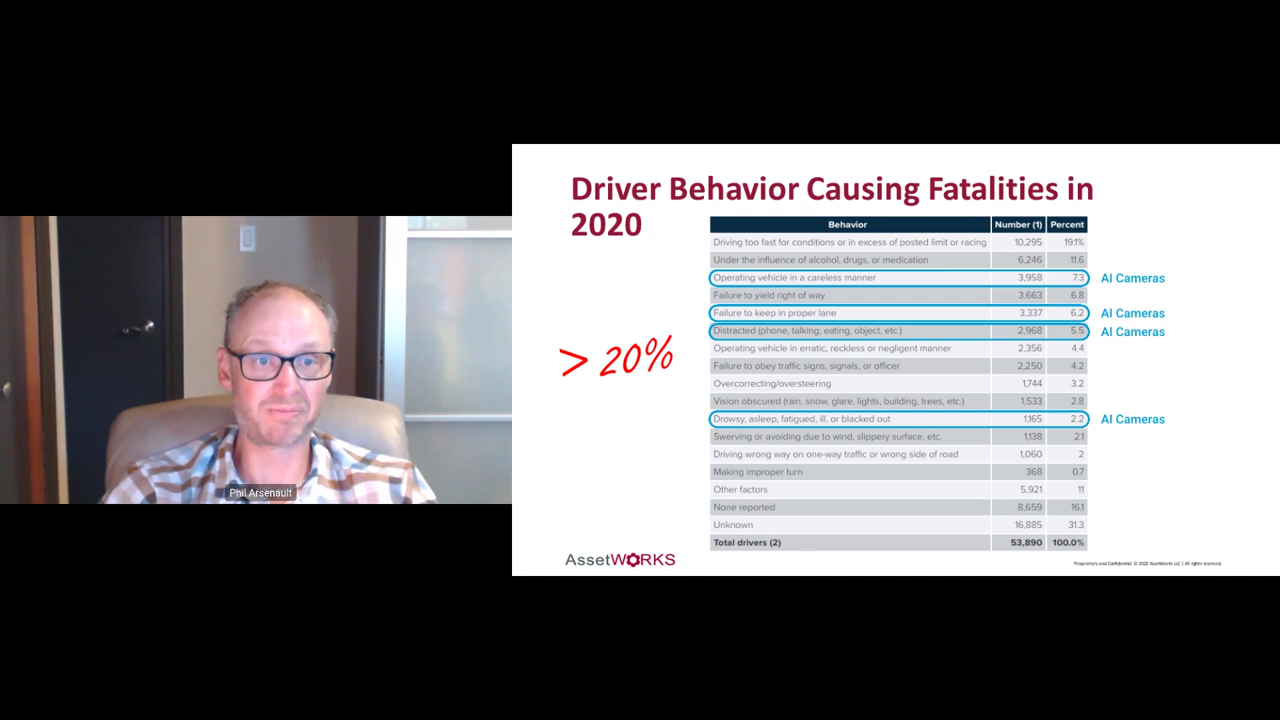 Phil Arsenault
Driver Behavior Causing Fatalities in
2020
> 20%
Behavior Number (1) Percent
Driving too fast for conditions or in excess of posted limit or racing 10,295 19.1%
Under the influence of alcohol, drugs, or medication 6,246 11.6
Operating vehicle in a careless manner 3,958 7.3 AI Cameras
Failure to yield right of way 3,663 6.8
Failure to keep in proper lane 3,337 6.2 AI Cameras
Distracted (phone, talking, eating, object, etc.) 2,968 5.5 AI Cameras
Operating vehicle in erratic, reckless or negligent manner 2,356 4.4
Failure to obey traffic signs, signals, or officer 2,250 4.2
Overcorrecting/oversteering 1,744 3.2
Vision obscured (rain, snow, glare, lights, building, trees, etc.) 1,533 2.8
Drowsy, asleep, fatigued, ill, or blacked out 1,165 2.2 AI Cameras
Swerving or avoiding due to wind, slippery surface, etc. 1,138 2.1
Driving wrong way on one-way traffic or wrong side of road 1,060 2
Making improper turn 368 0.7
Other factors 5,921 11
None reported 8,659 16.1
Unknown 16,885 31.3
Total drivers (2) 53,890 100.0%
AssetWORKS
Proprietary and Confidential. © 2023 AssetWorks LLC | All rights reserved.